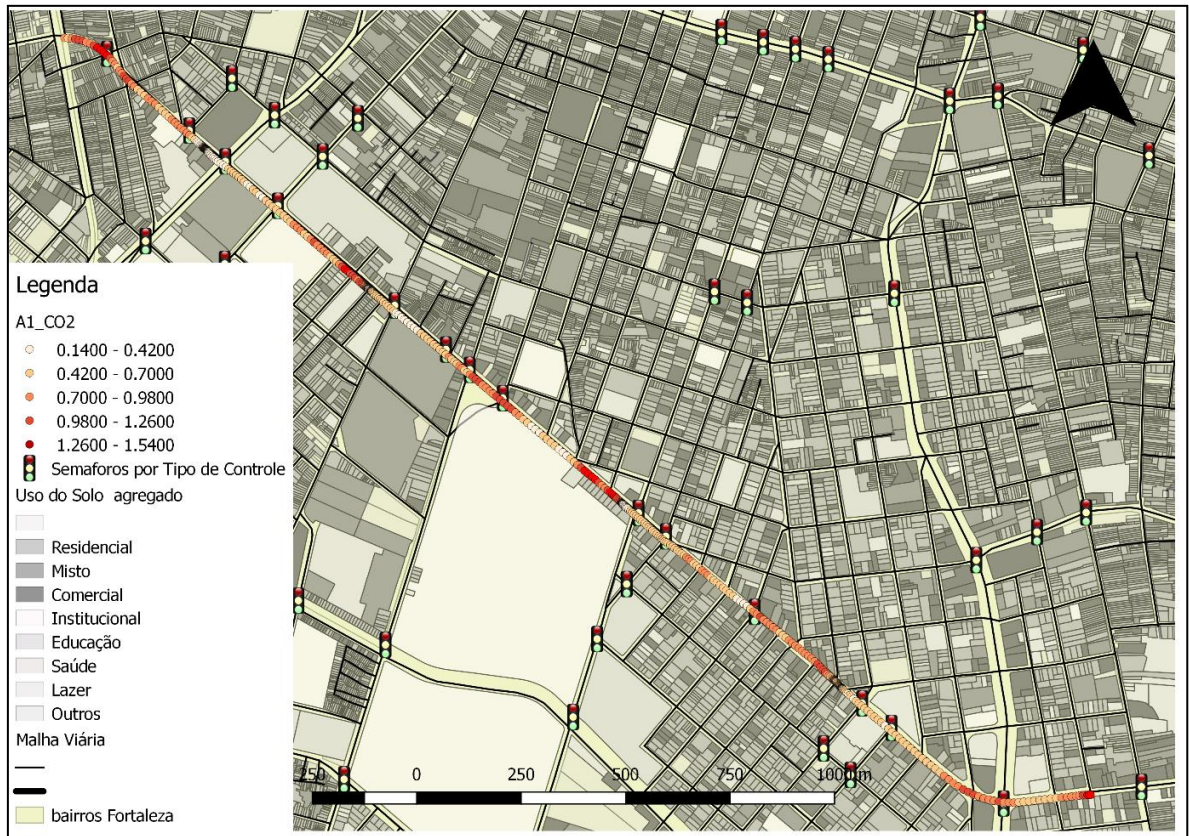 Legenda
A1_CO2
0.1400 - 0.4200
0.4200 - 0.7000
0.7000 - 0.9800
0.9800 - 1.2600
1.2600 - 1.5400
Semaforos por Tipo de Controle
Uso do Solo agregado
Residencial
Misto
Comercial
Institucional
Educação
Saúde
Lazer
Outros
Malha Viária
bairros Fortaleza
250 0 250 500 750 1000 m